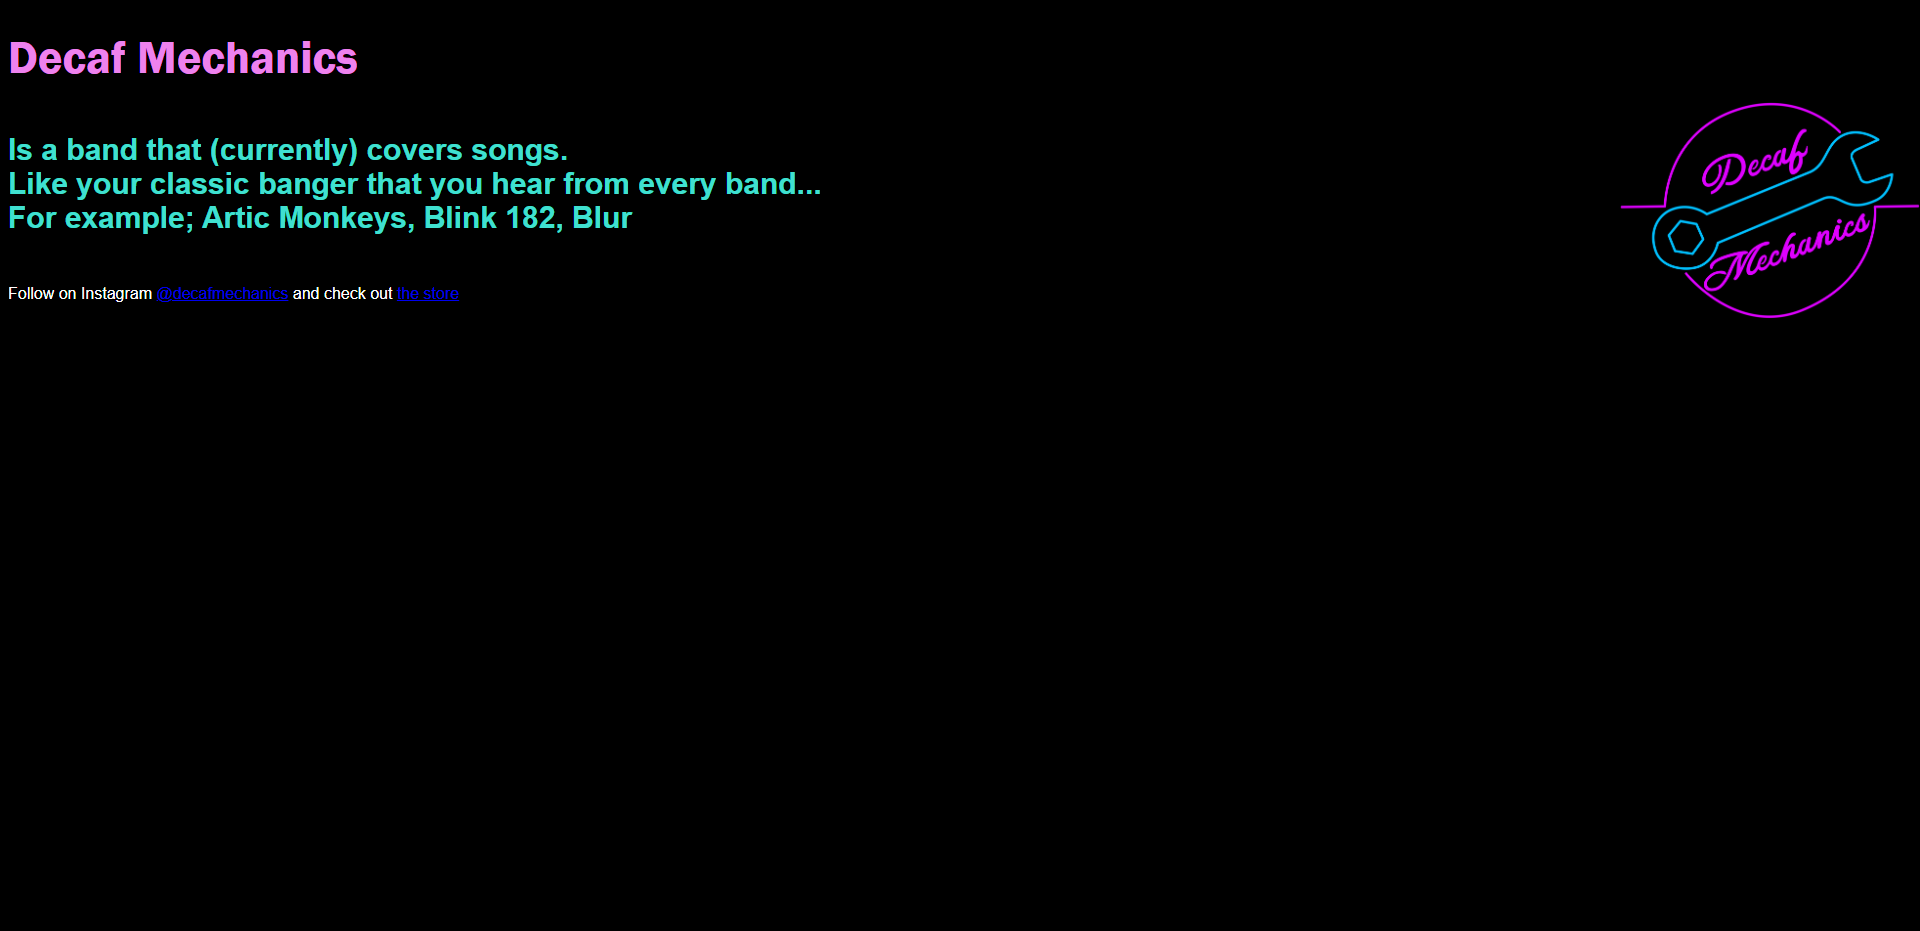 Decaf Mechanics
Is a band that (currently) covers songs.
Like your classic banger that you hear from every band...
For example; Artic Monkeys, Blink 182, Blur
Follow on Instagram @decafmechanics and check out the store
Decaf
Mechanics